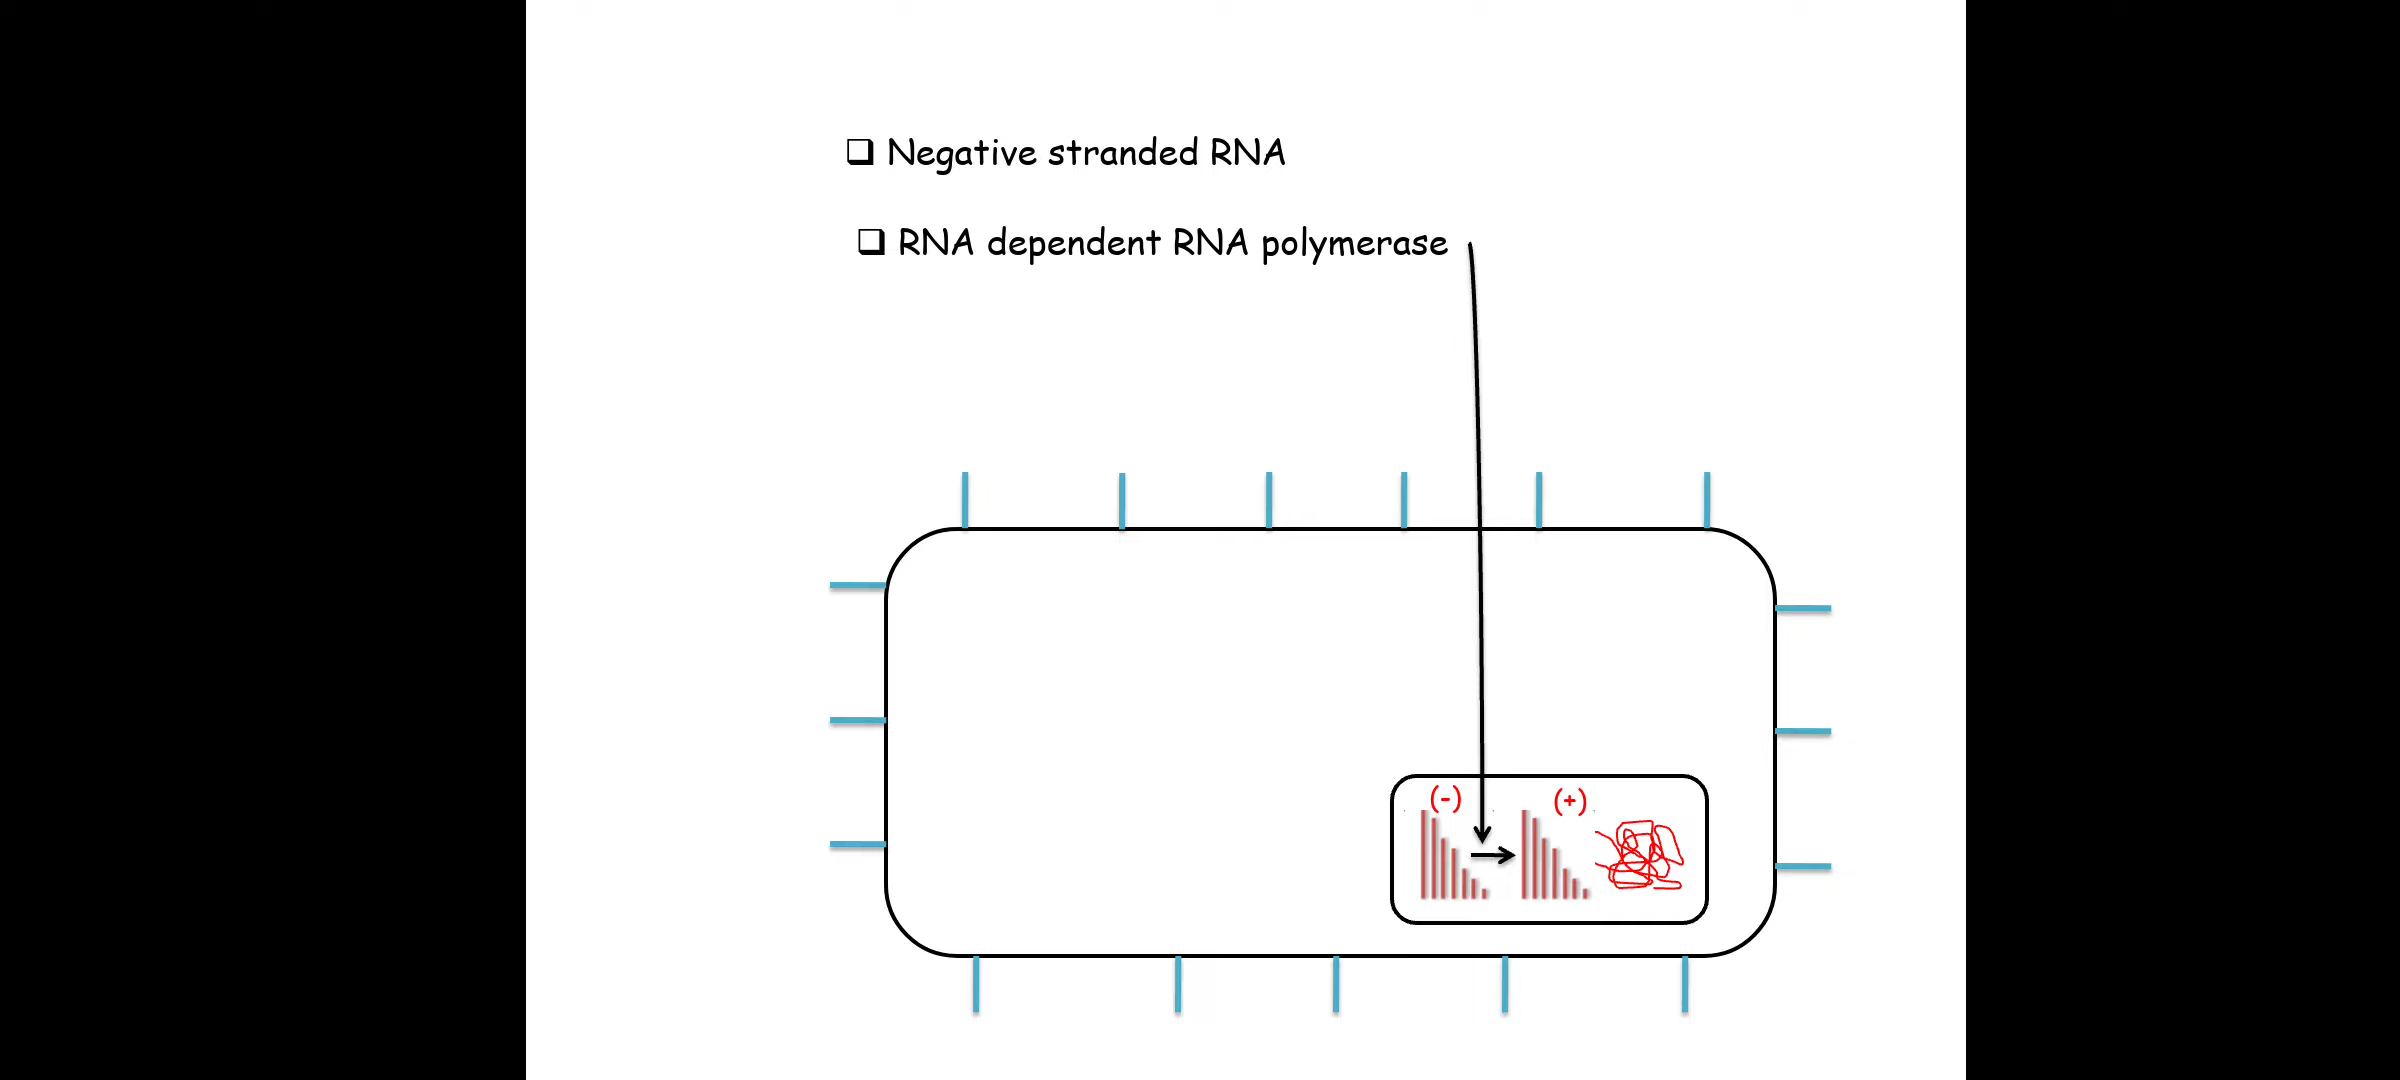 Negative stranded RNA
RNA dependent RNA polymerase
(-) (+)